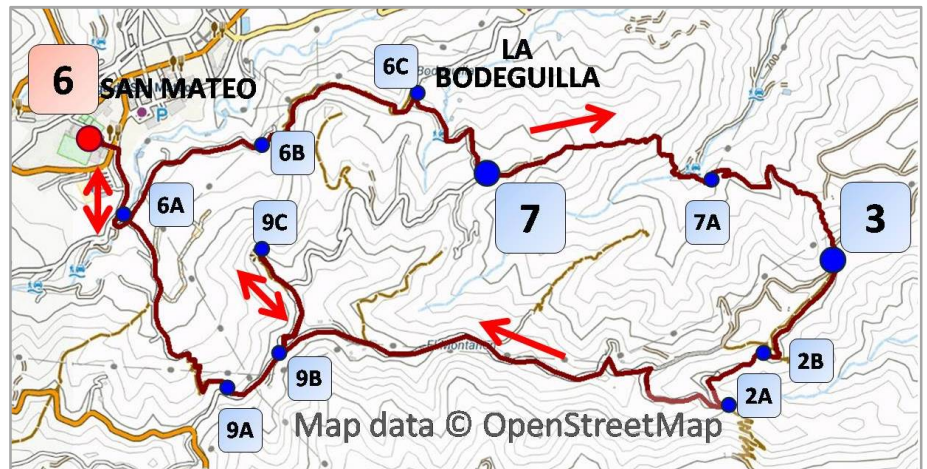 6
SAN MATEO
6C
LA
BODEGUILLA
6B
6A
9C
7
7A
3
9B
9A
2B
2A
P
Map data © OpenStreetMap